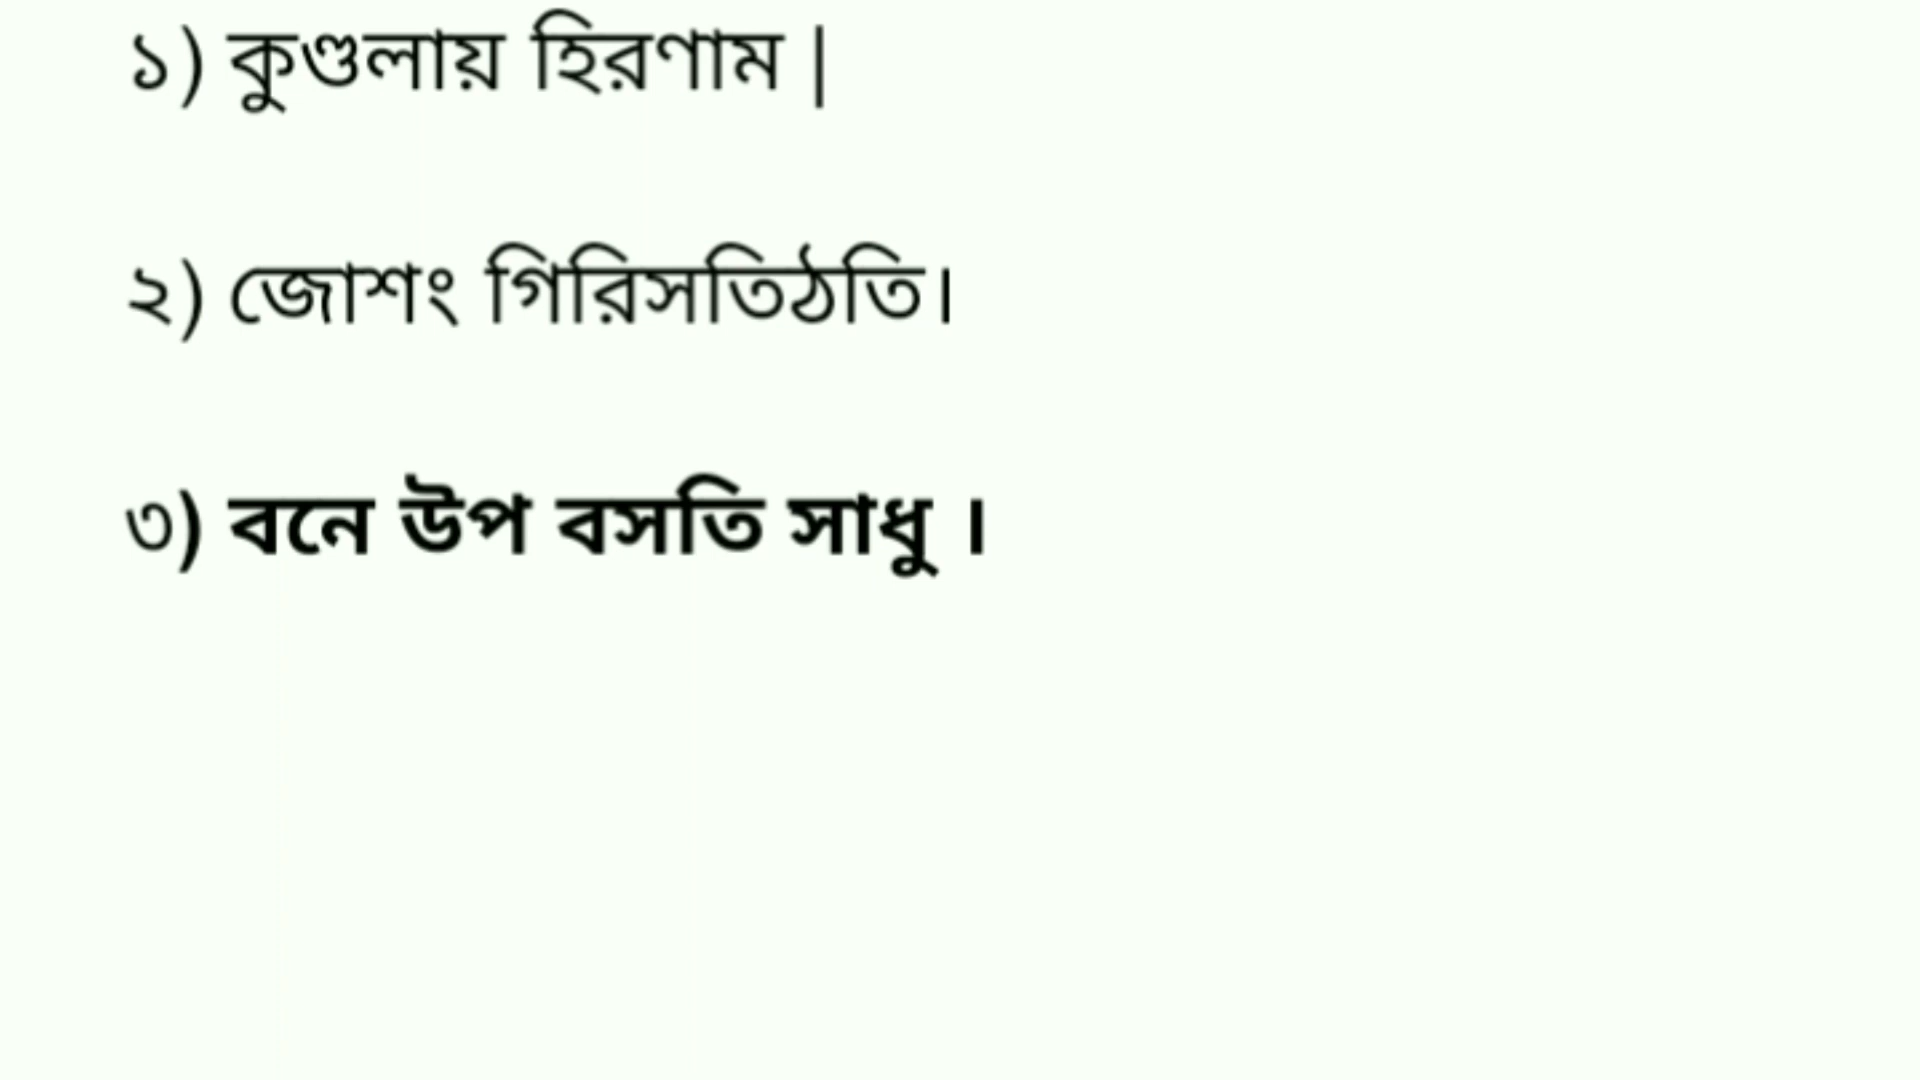 ১) কুণ্ডলায় হিরণাম |
২) জোশং গিরিসতিঠতি।
৩) বনে উপ বসতি সাধু ।